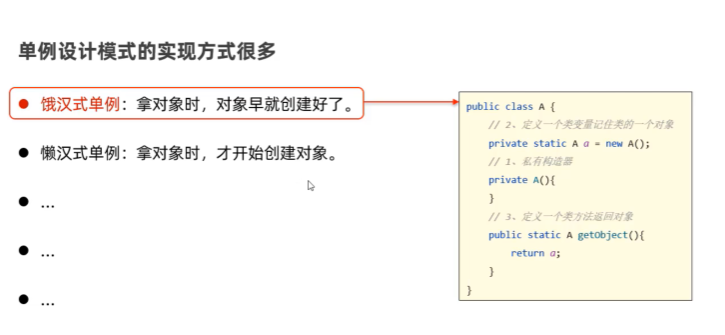 单例设计模式的实现方式很多
● 饿汉式单例：拿对象时，对象早就创建好了。
● 懒汉式单例：拿对象时，才开始创建对象。
● ...
● ...
● ...
public class A {
// 2、定义一个类变量记住类的一个对象
private static A a = new A();
// 1、私有构造器
private A(){
}
// 3、定义一个类方法返回对象
public static A getObject(){
return a;
}
}